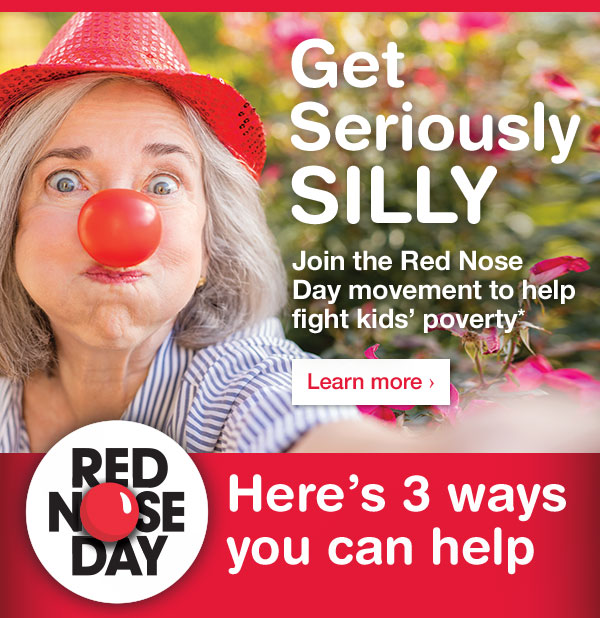 Get
Seriously
SILLY
Join the Red Nose
Day movement to help
fight kids’ poverty*
Learn more ›
RED
NOSE
DAY
Here’s 3 ways
you can help